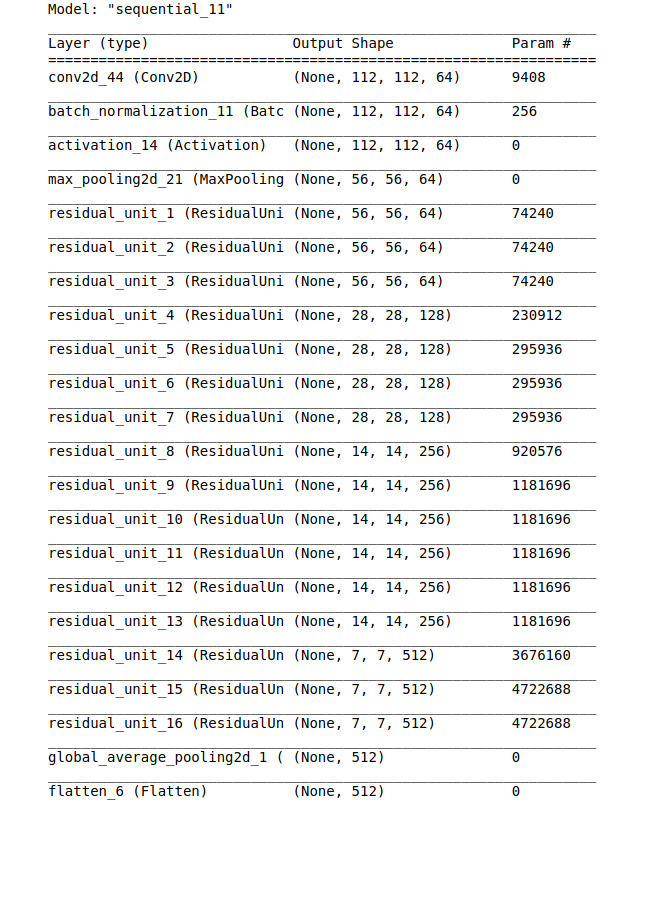 Model: "sequential_11"
_________________________________________________________________
Layer (type)                 Output Shape              Param #
=================================================================
conv2d_44 (Conv2D)           (None, 112, 112, 64)      9408
_________________________________________________________________
batch_normalization_11 (Batc (None, 112, 112, 64)      256
_________________________________________________________________
activation_14 (Activation)   (None, 112, 112, 64)      0
_________________________________________________________________
max_pooling2d_21 (MaxPooling (None, 56, 56, 64)        0
_________________________________________________________________
residual_unit_1 (ResidualUni (None, 56, 56, 64)        74240
_________________________________________________________________
residual_unit_2 (ResidualUni (None, 56, 56, 64)        74240
_________________________________________________________________
residual_unit_3 (ResidualUni (None, 56, 56, 64)        74240
_________________________________________________________________
residual_unit_4 (ResidualUni (None, 28, 28, 128)       230912
_________________________________________________________________
residual_unit_5 (ResidualUni (None, 28, 28, 128)       295936
_________________________________________________________________
residual_unit_6 (ResidualUni (None, 28, 28, 128)       295936
_________________________________________________________________
residual_unit_7 (ResidualUni (None, 28, 28, 128)       295936
_________________________________________________________________
residual_unit_8 (ResidualUni (None, 14, 14, 256)       920576
_________________________________________________________________
residual_unit_9 (ResidualUni (None, 14, 14, 256)       1181696
_________________________________________________________________
residual_unit_10 (ResidualUn (None, 14, 14, 256)       1181696
_________________________________________________________________
residual_unit_11 (ResidualUn (None, 14, 14, 256)       1181696
_________________________________________________________________
residual_unit_12 (ResidualUn (None, 14, 14, 256)       1181696
_________________________________________________________________
residual_unit_13 (ResidualUn (None, 14, 14, 256)       1181696
_________________________________________________________________
residual_unit_14 (ResidualUn (None, 7, 7, 512)         3676160
_________________________________________________________________
residual_unit_15 (ResidualUn (None, 7, 7, 512)         4722688
_________________________________________________________________
residual_unit_16 (ResidualUn (None, 7, 7, 512)         4722688
_________________________________________________________________
global_average_pooling2d_1 ( (None, 512)               0
_________________________________________________________________
flatten_6 (Flatten)          (None, 512)               0